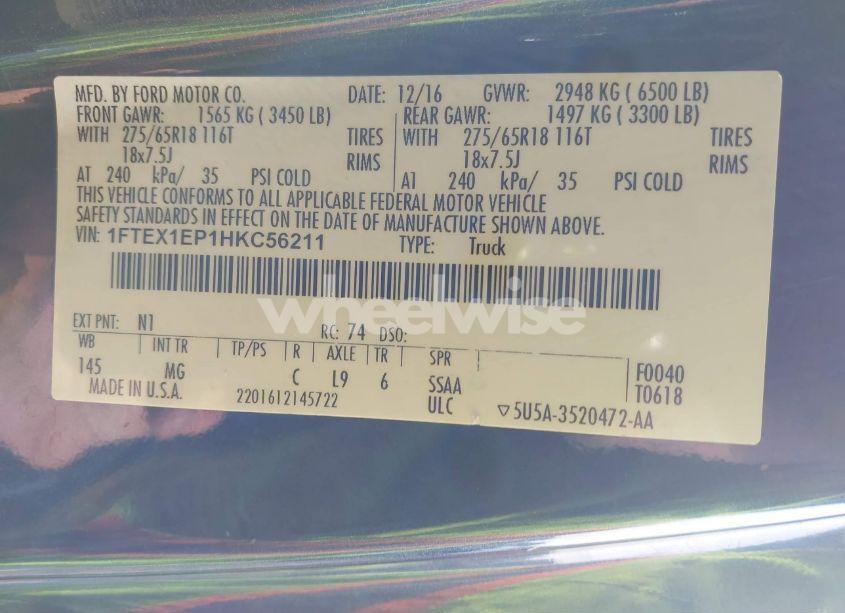 MFD. BY FORD MOTOR CO. DATE: 12/16 GVWR: 2948 KG ( 6500 LB)
FRONT GAWR: 1565 KG ( 3450 LB) REAR GAWR: 1497 KG ( 3300 LB)
WITH 275/65R18 116T TIRES WITH 275/65R18 116T TIRES
18x7.5J RIMS 18x7.5J RIMS
AT 240 kPa/ 35 PSI COLD AT 240 kPa/ 35 PSI COLD
THIS VEHICLE CONFORMS TO ALL APPLICABLE FEDERAL MOTOR VEHICLE
SAFETY STANDARDS IN EFFECT ON THE DATE OF MANUFACTURE SHOWN ABOVE.
VIN: 1FTEX1EP1HKC56211 TYPE: Truck
wheelwise
EXT PNT: N1 RC: 74 DSO:
WB INT TR TP/PS R AXLE TR SPR
145 MG C L9 6 SSAA F0040
MADE IN U.S.A. 2201612145722 ULC T0618
▽5U5A-3520472-AA